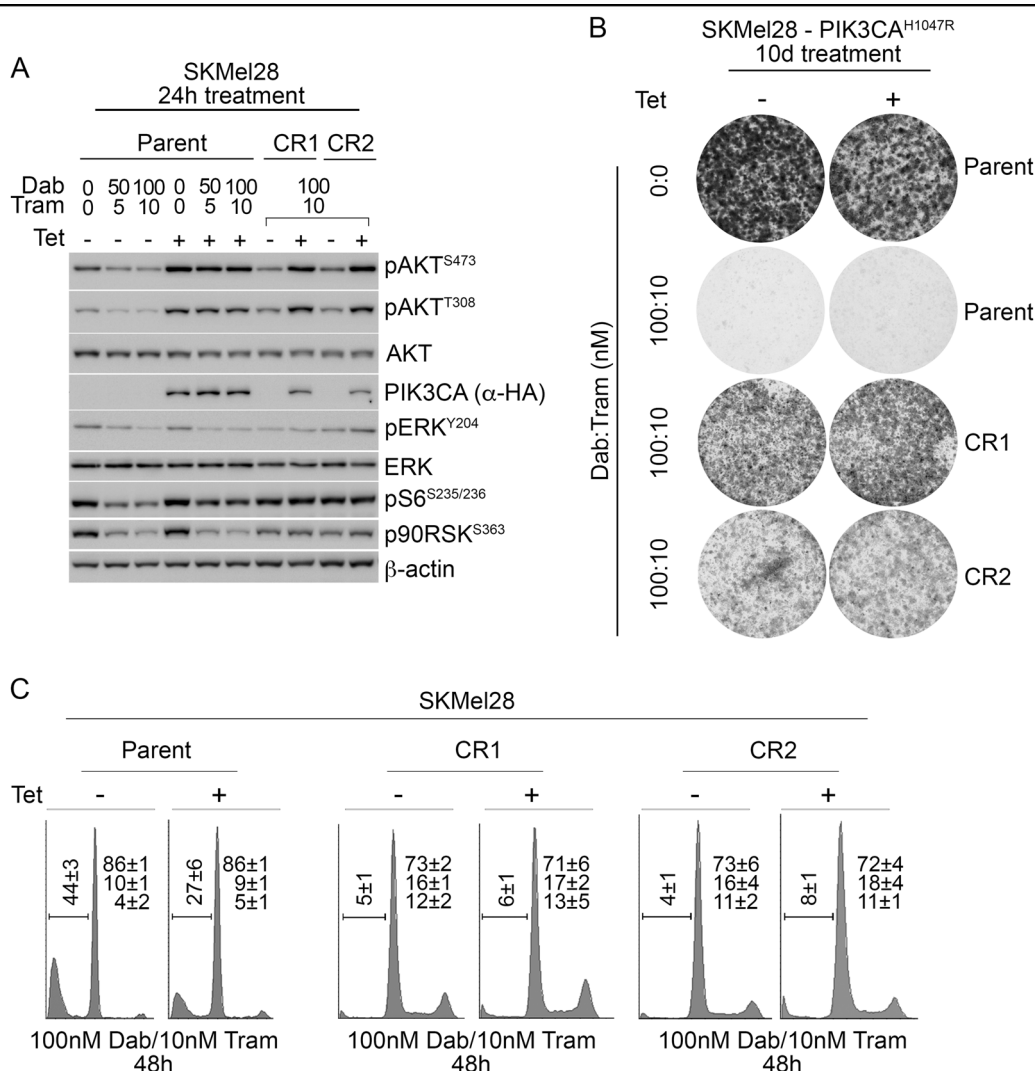 A
SKMel28
24h treatment
Parent CR1 CR2
Dab 0 50 100 0 50 100 100
Tram 0 5 10 0 5 10 10
Tet - - - + + + - + - +
pAKTS473
pAKTT308
AKT
PIK3CA (α-HA)
pERKY204
ERK
pS6S235/236
p90RSKS363
β-actin
B
SKMel28 - PIK3CAH1047R
10d treatment
Tet - +
Dab:Tram (nM)
0:0 Parent
100:10 Parent
100:10 CR1
100:10 CR2
C
SKMel28
Parent CR1 CR2
Tet - + - + - +
44±3 86±1 27±6 86±1 5±1 73±2 6±1 71±6 4±1 73±6 8±1 72±4
10±1 9±1 16±1 17±2 16±4 18±4
4±2 5±1 12±2 13±5 11±2 11±1
100nM Dab/10nM Tram 100nM Dab/10nM Tram 100nM Dab/10nM Tram
48h 48h 48h